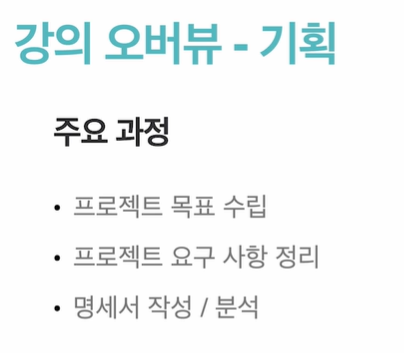 강의 오버뷰 - 기획
주요 과정
• 프로젝트 목표 수립
• 프로젝트 요구 사항 정리
• 명세서 작성 / 분석